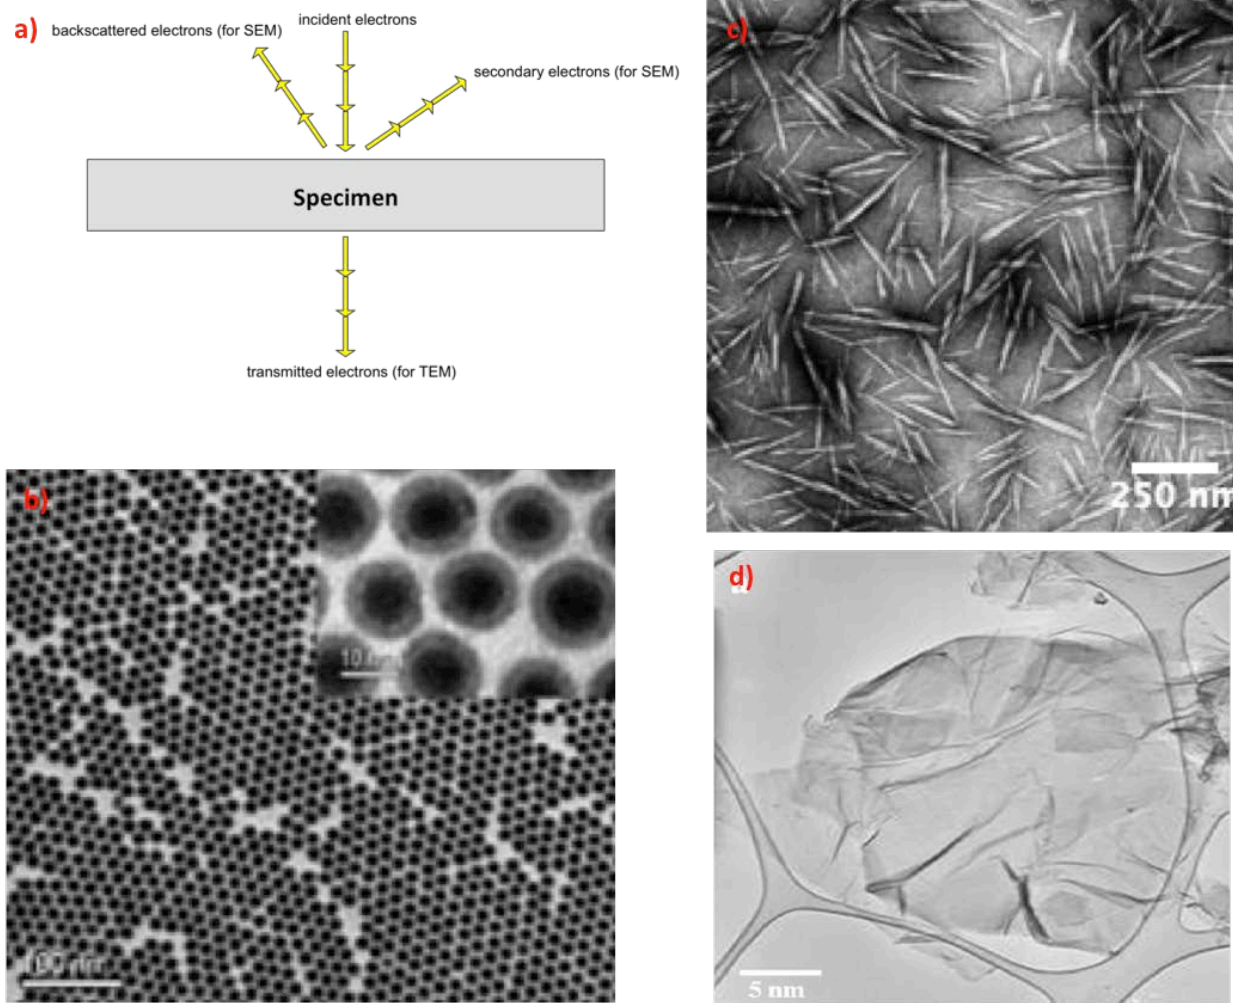 a)
backscattered electrons (for SEM)
incident electrons
secondary electrons (for SEM)
Specimen
transmitted electrons (for TEM)
b)
100 nm
c)
250 nm
d)
5 nm